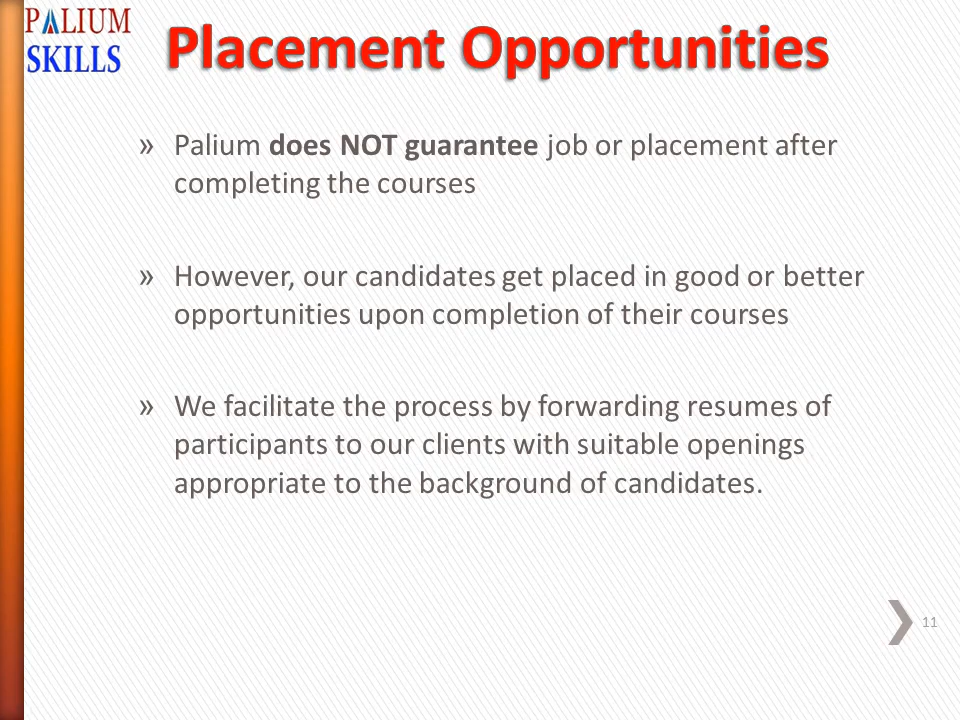 PALIUM
SKILLS
Placement Opportunities
» Palium does NOT guarantee job or placement after
completing the courses
» However, our candidates get placed in good or better
opportunities upon completion of their courses
» We facilitate the process by forwarding resumes of
participants to our clients with suitable openings
appropriate to the background of candidates.
11